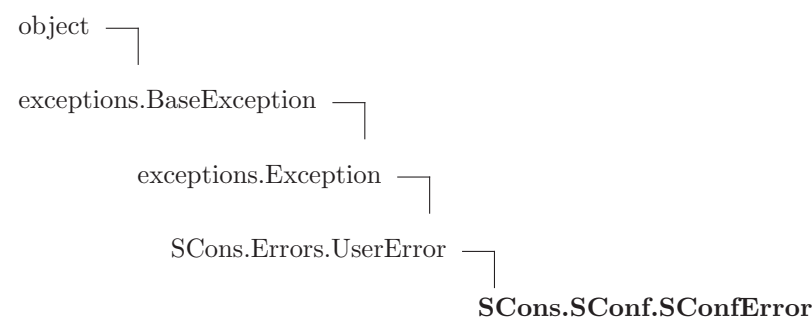 object
exceptions.BaseException
exceptions.Exception
SCons.Errors.UserError
SCons.SConf.SConfError